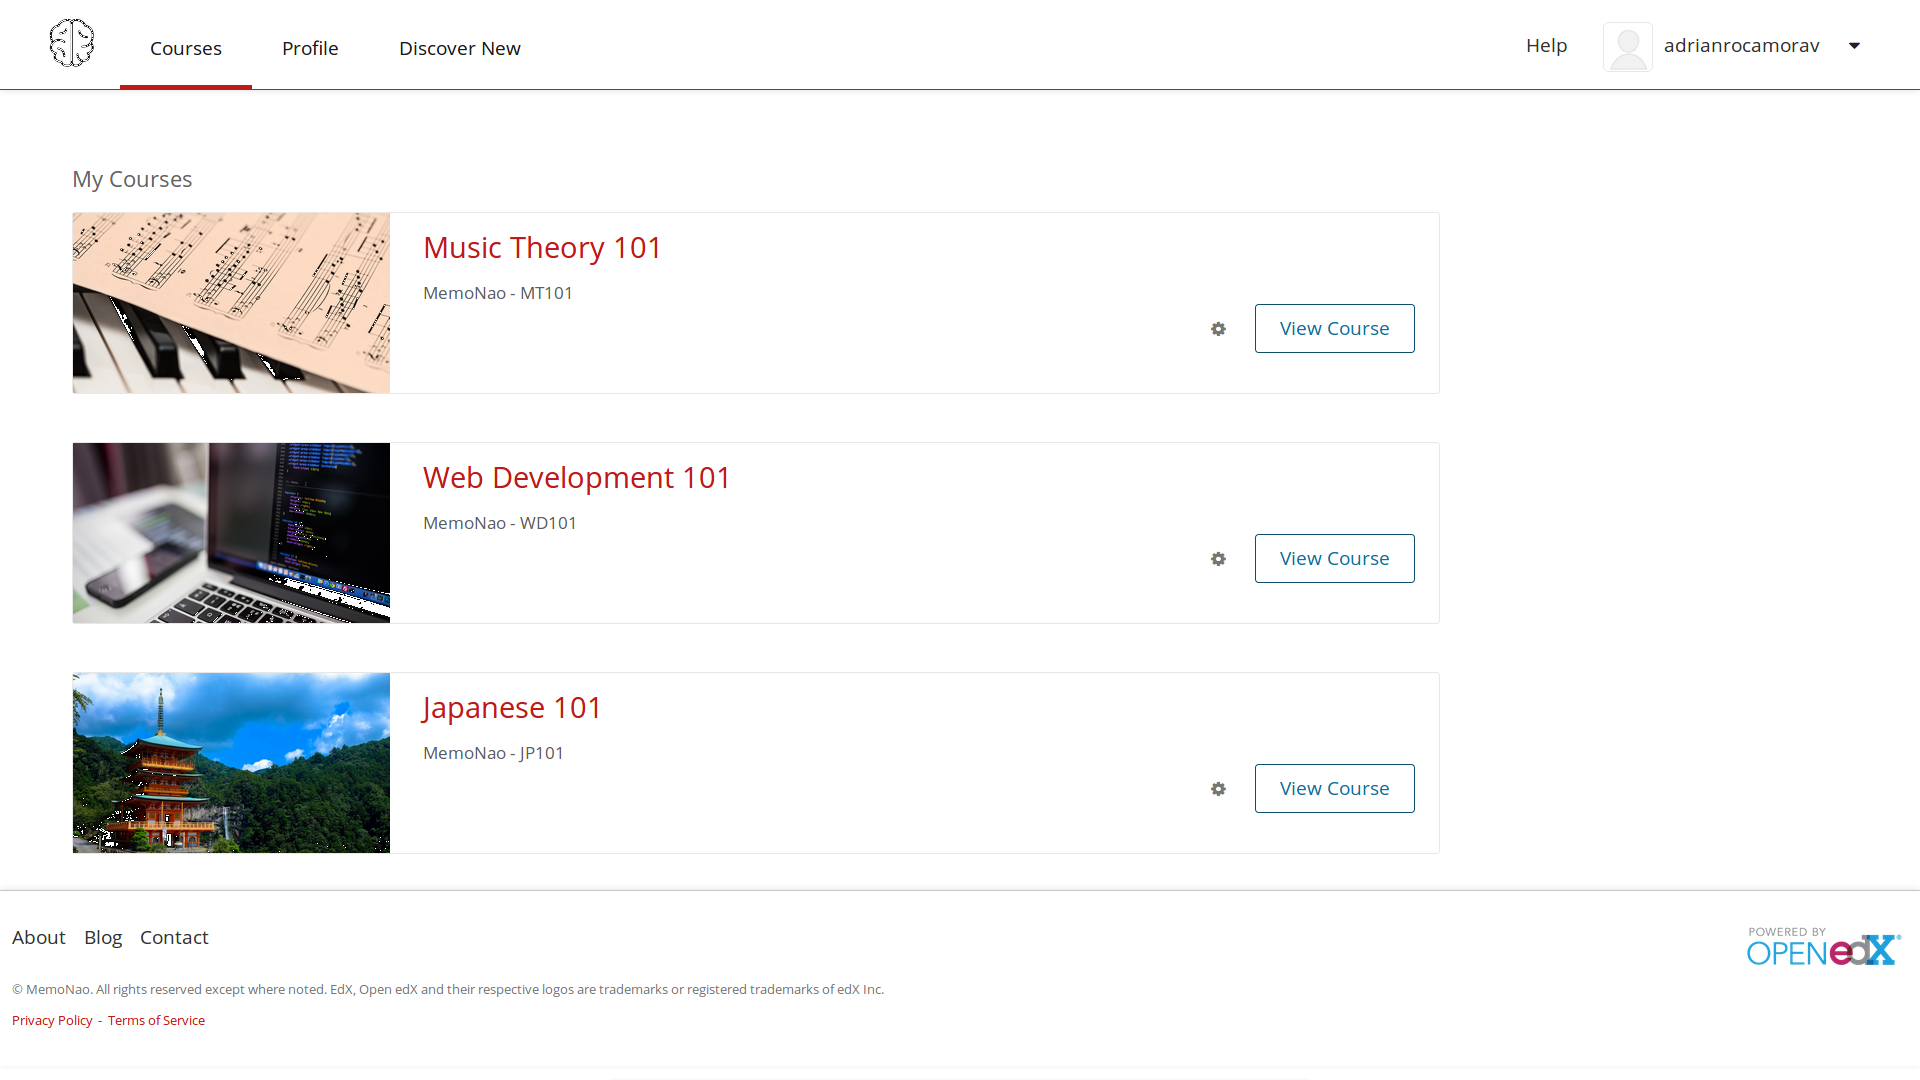 Courses Profile Discover New Help adrianrocamorav
My Courses
Music Theory 101
MemoNao - MT101
View Course
Web Development 101
MemoNao - WD101
View Course
Japanese 101
MemoNao - JP101
View Course
About Blog Contact
POWERED BY
OPENedX®
© MemoNao. All rights reserved except where noted. EdX, Open edX and their respective logos are trademarks or registered trademarks of edX Inc.
Privacy Policy - Terms of Service